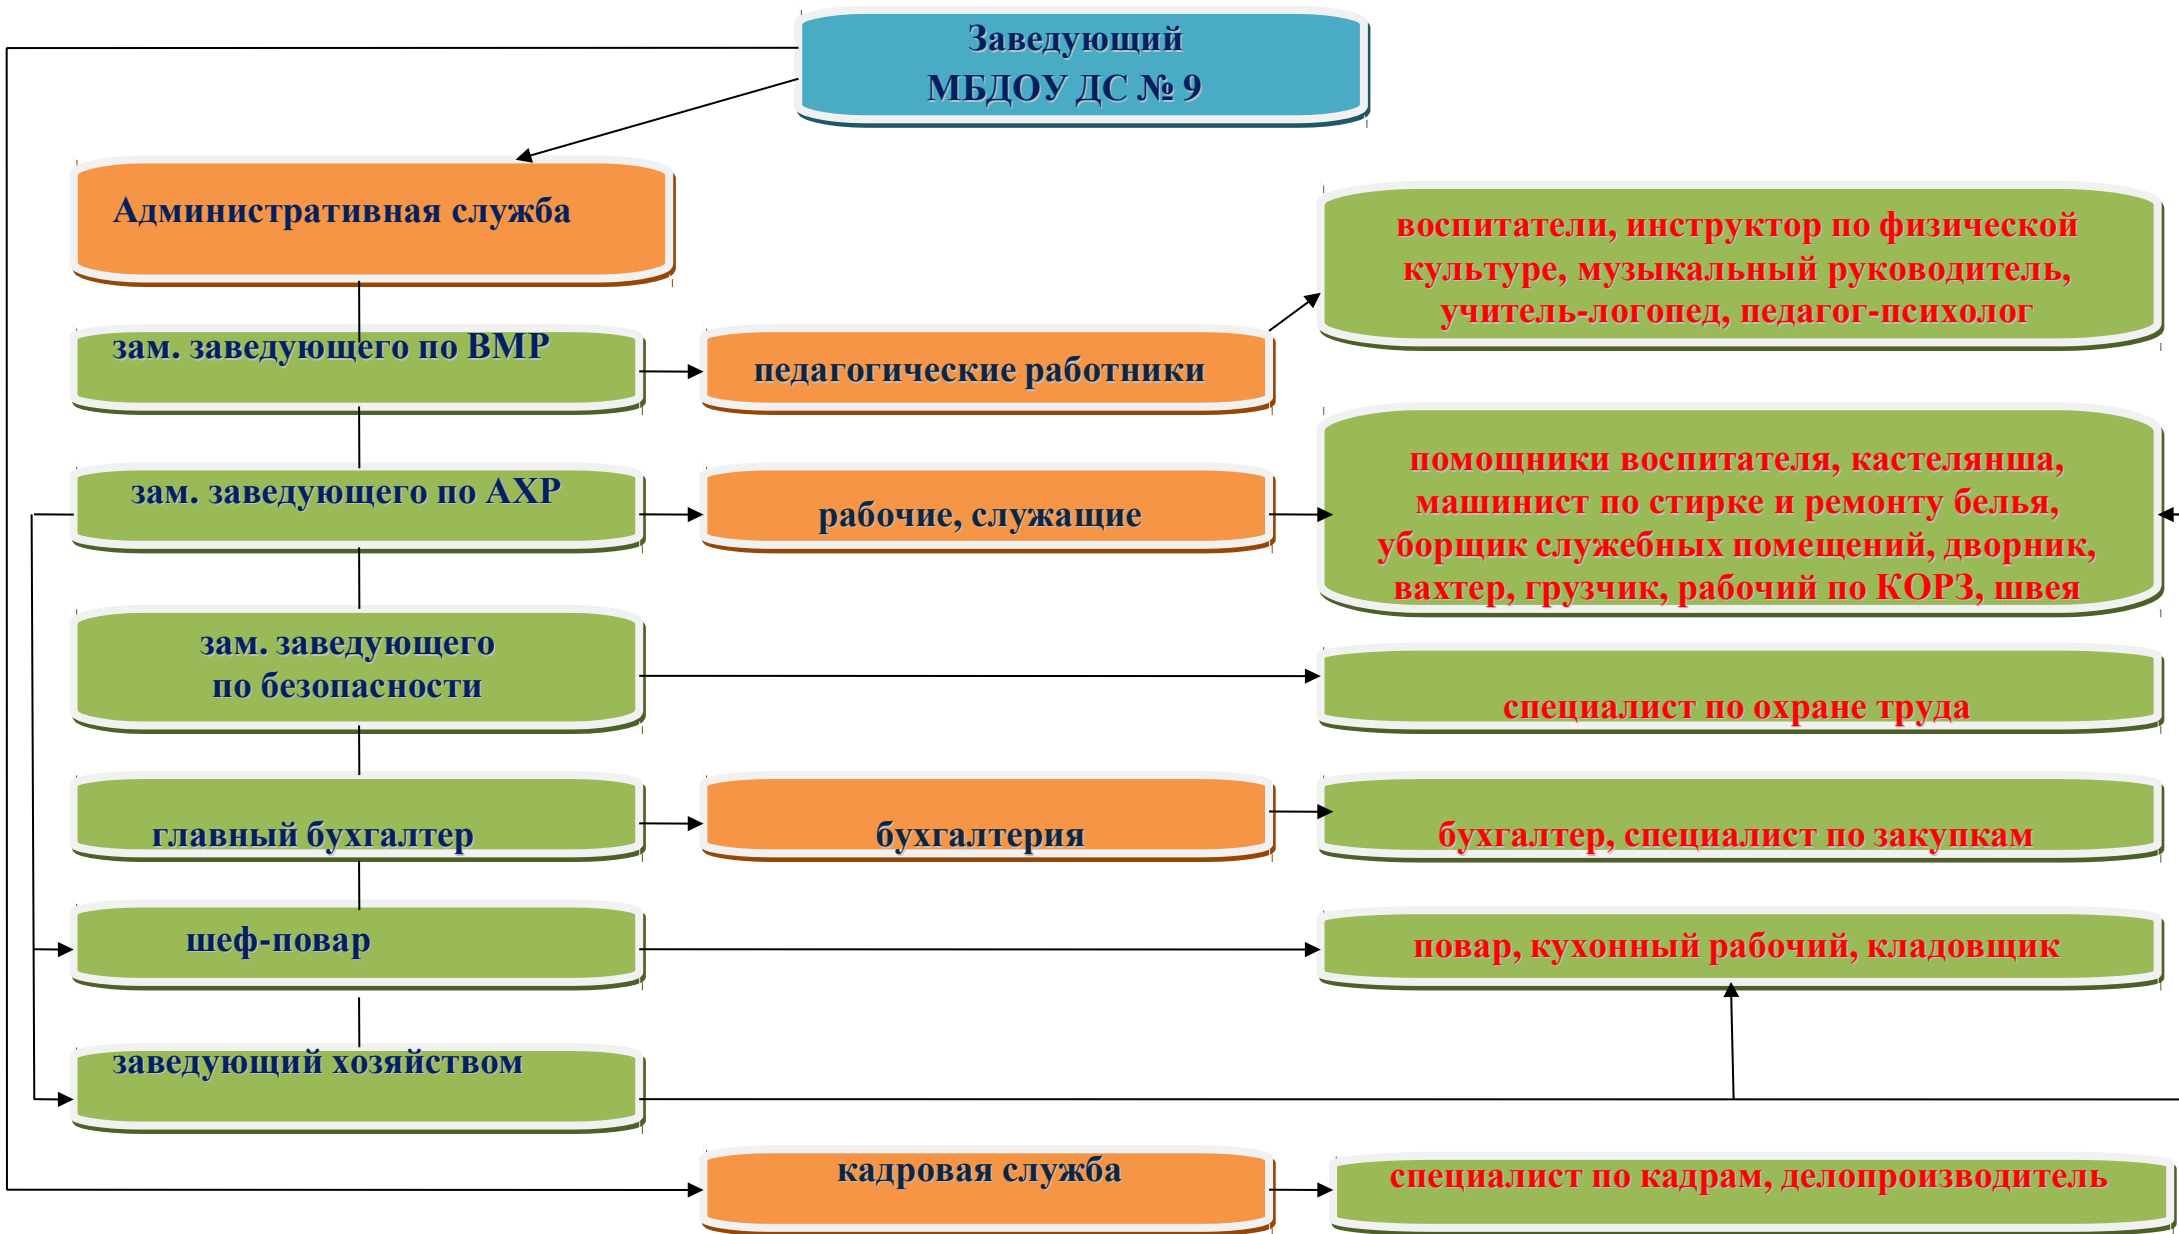 Заведующий
МБДОУ ДС № 9
Административная служба
воспитатели, инструктор по физической
культуре, музыкальный руководитель,
учитель-логопед, педагог-психолог
зам. заведующего по ВМР
педагогические работники
зам. заведующего по АХР
рабочие, служащие
помощники воспитателя, кастелянша,
машинист по стирке и ремонту белья,
уборщик служебных помещений, дворник,
вахтер, грузчик, рабочий по КОРЗ, швея
зам. заведующего
по безопасности
специалист по охране труда
главный бухгалтер
бухгалтерия
бухгалтер, специалист по закупкам
шеф-повар
повар, кухонный рабочий, кладовщик
заведующий хозяйством
кадровая служба
специалист по кадрам, делопроизводитель